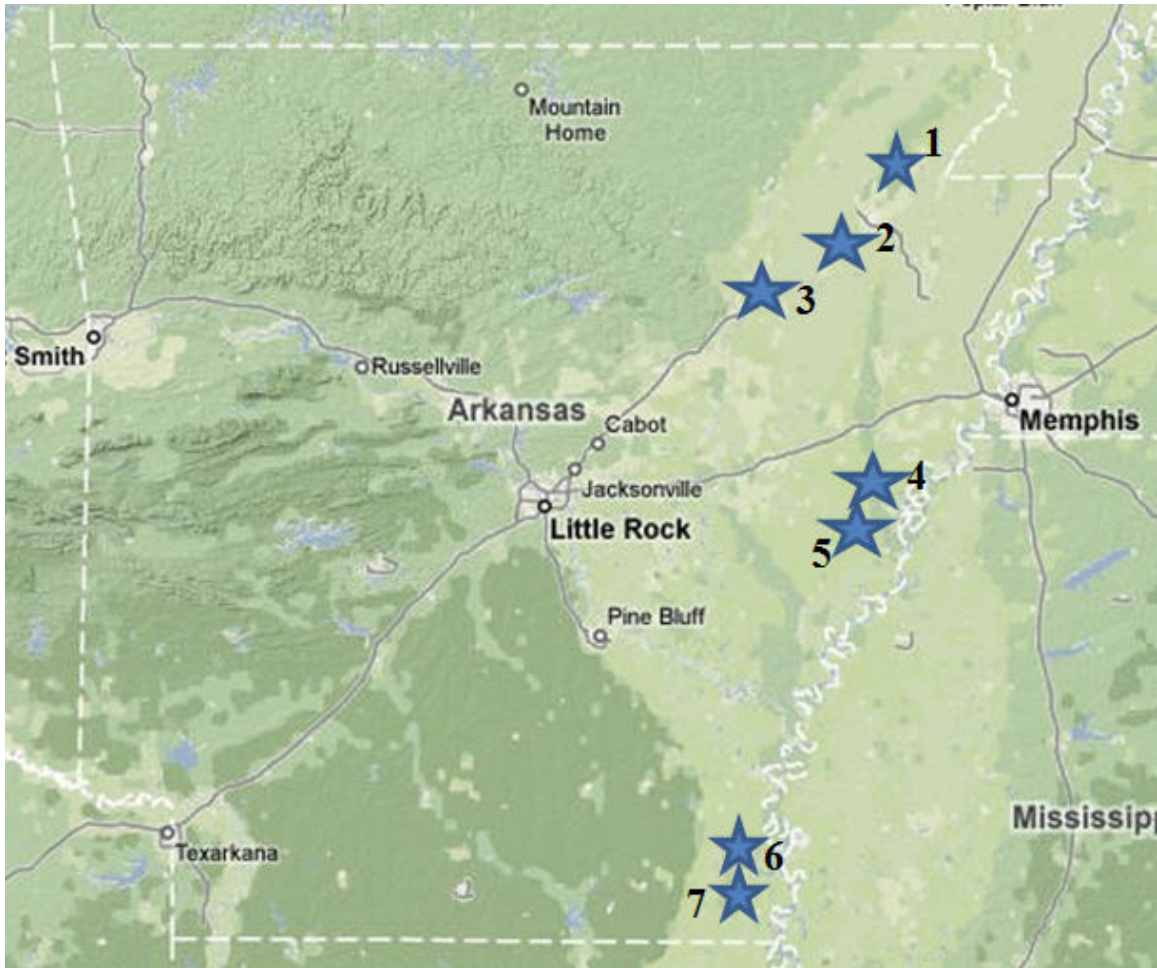 Mountain
Home
1
2
3
Smith
Russellville
Arkansas
Cabot
Memphis
Jacksonville
4
Little Rock
5
Pine Bluff
Mississipp
Texarkana
6
7